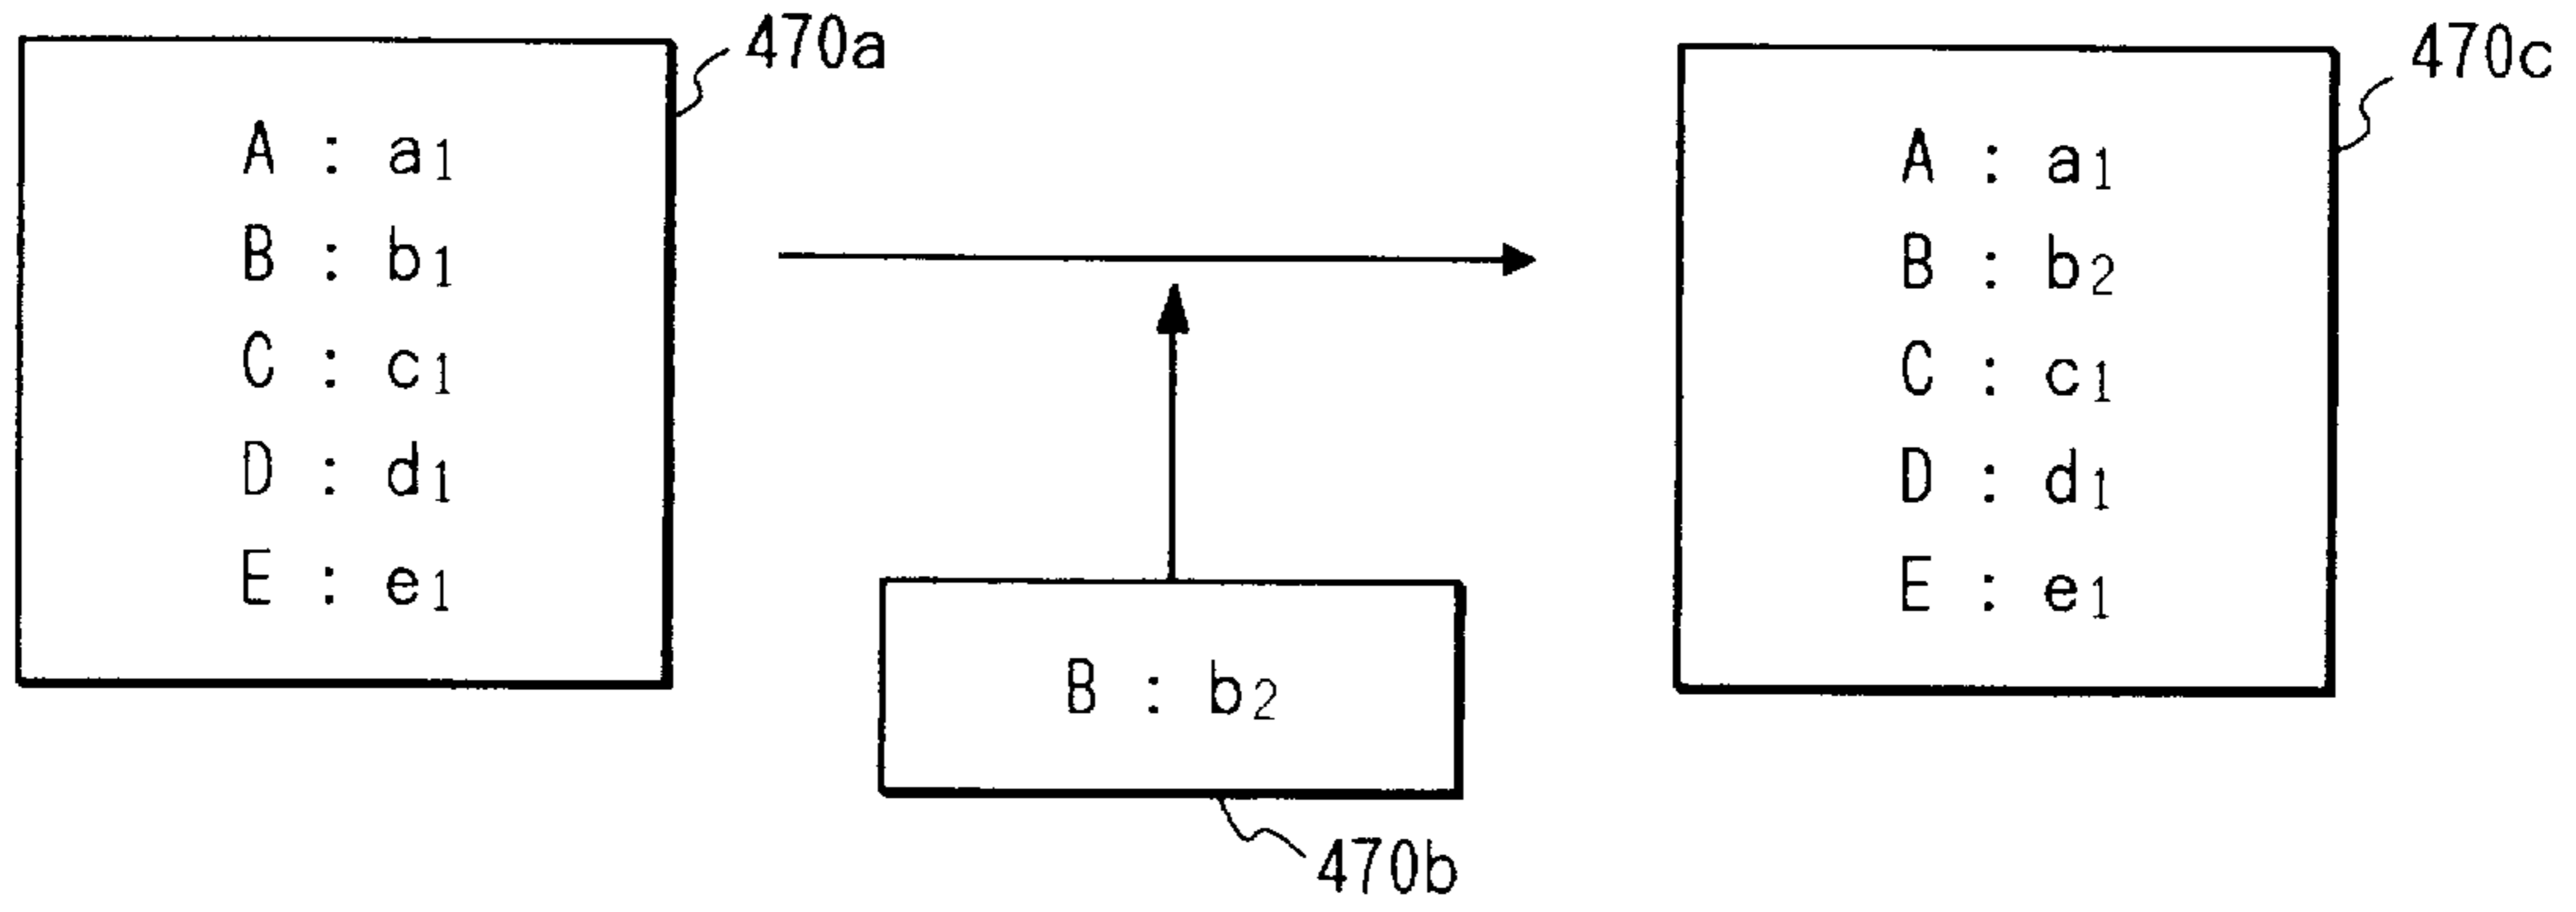 470a
A : a1
B : b1
C : c1
D : d1
E : e1
B : b2
470b
470c
A : a1
B : b2
C : c1
D : d1
E : e1